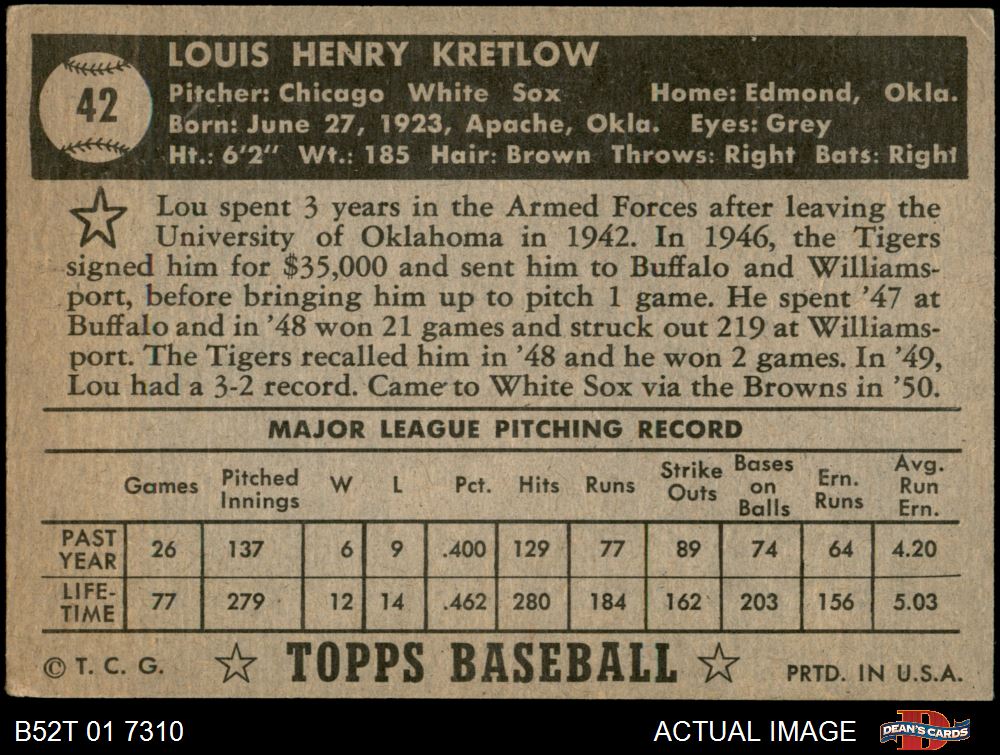 42
LOUIS HENRY KRETLOW
Pitcher: Chicago White Sox Home: Edmond, Okla.
Born: June 27, 1923, Apache, Okla. Eyes: Grey
Ht.: 6'2" Wt.: 185 Hair: Brown Throws: Right Bats: Right
Lou spent 3 years in the Armed Forces after leaving the
University of Oklahoma in 1942. In 1946, the Tigers
signed him for $35,000 and sent him to Buffalo and Williams-
port, before bringing him up to pitch 1 game. He spent '47 at
Buffalo and in '48 won 21 games and struck out 219 at Williams-
port. The Tigers recalled him in '48 and he won 2 games. In '49,
Lou had a 3-2 record. Came to White Sox via the Browns in '50.
MAJOR LEAGUE PITCHING RECORD
Games Pitched Innings W L Pct. Hits Runs Strike Outs Bases on Balls Ern. Runs Avg. Run Ern.
PAST YEAR 26 137 6 9 .400 129 77 89 74 64 4.20
LIFE-TIME 77 279 12 14 .462 280 184 162 203 156 5.03
© T. C. G. TOPPS BASEBALL PRTD. IN U.S.A.
B52T 01 7310 ACTUAL IMAGE D DEAN'S CARDS